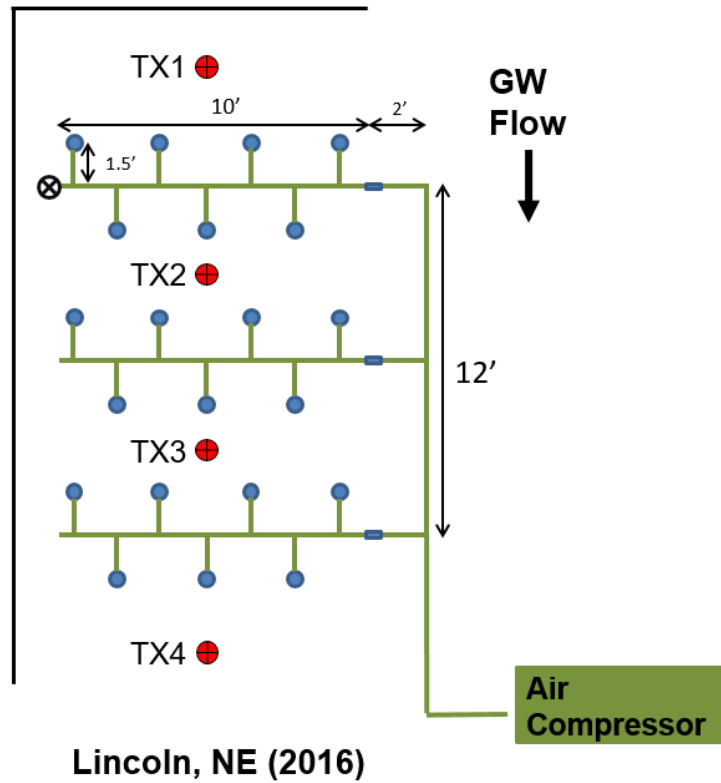 TX1
10’
2’
GW
Flow
1.5’
TX2
12’
TX3
TX4
Air
Compressor
Lincoln, NE (2016)